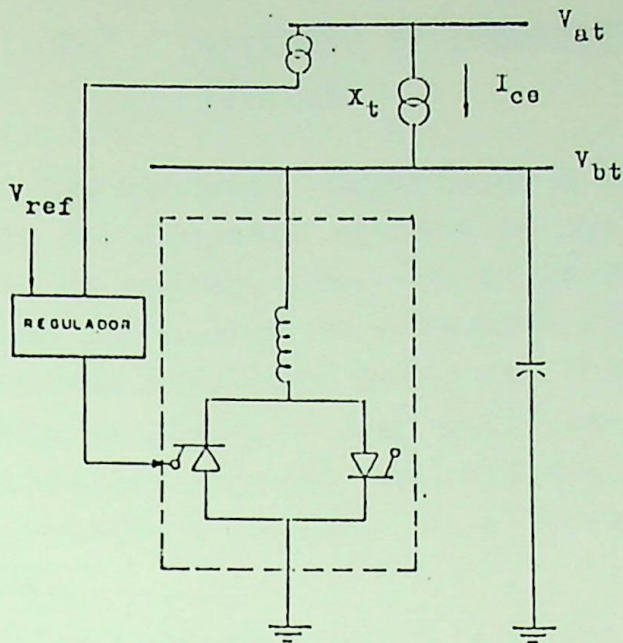 V_at
X_t
I_ce
V_bt
V_ref
REGULADOR